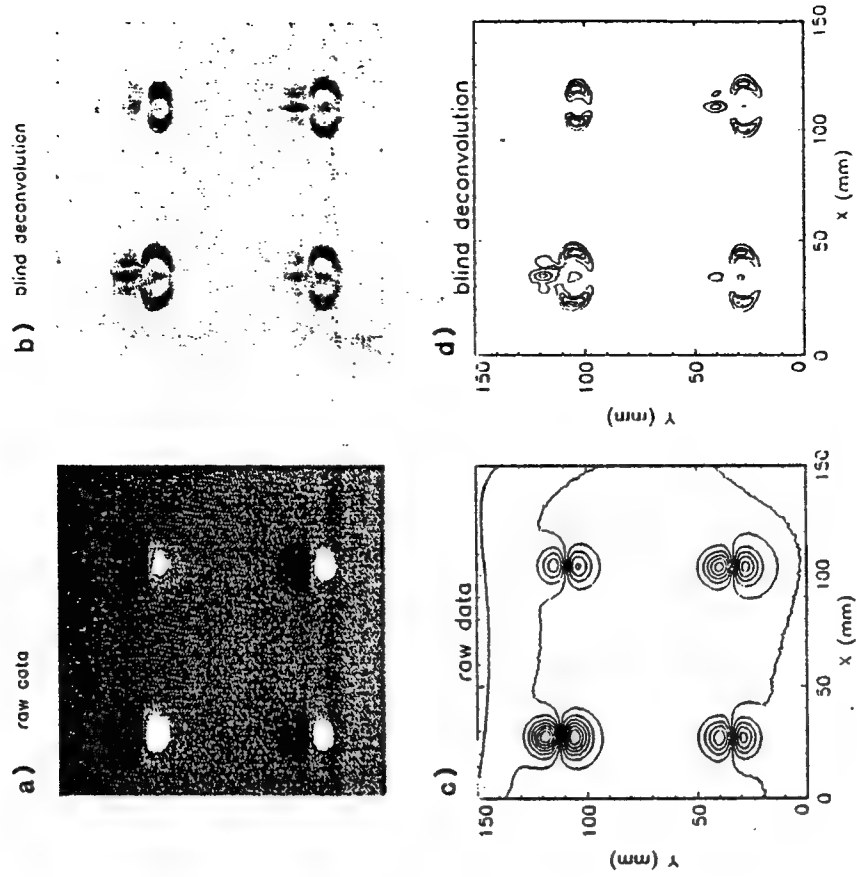 a) raw cata
b) blind deconvolution
c)
raw data
150
100
50
0
Y (mm)
0 50 100 150
X (mm)
d)
blind deconvolution
150
100
50
0
Y (mm)
0 50 100 150
X (mm)